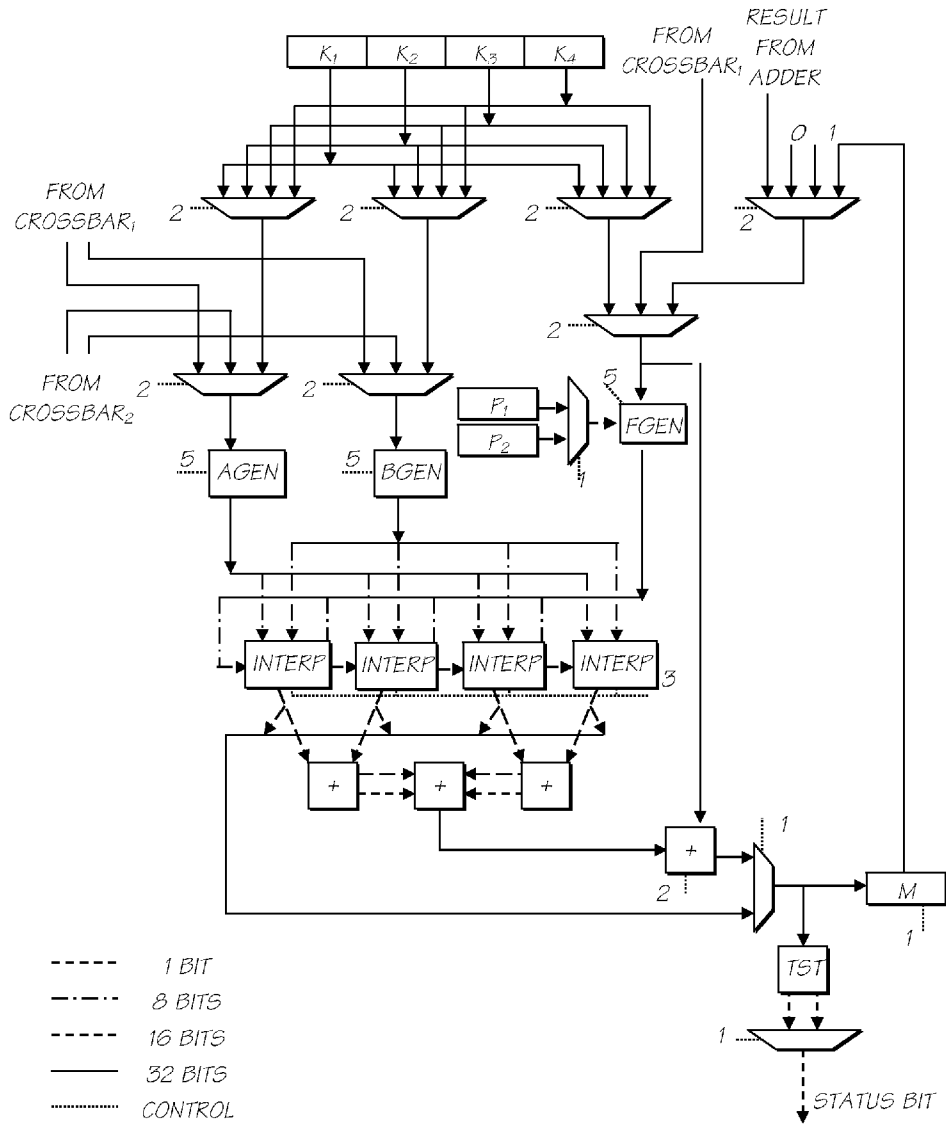 RESULT
FROM
ADDER
FROM
CROSSBAR₁
K₁ K₂ K₃ K₄
0 1
FROM
CROSSBAR₁
2 2 2 2
2
FROM
CROSSBAR₂
2 2
P₁
P₂
5
FGEN
1
5 AGEN
5 BGEN
INTERP INTERP INTERP INTERP 3
+ + +
+
2
1
M
1
TST
1
STATUS BIT
1 BIT
8 BITS
16 BITS
32 BITS
CONTROL